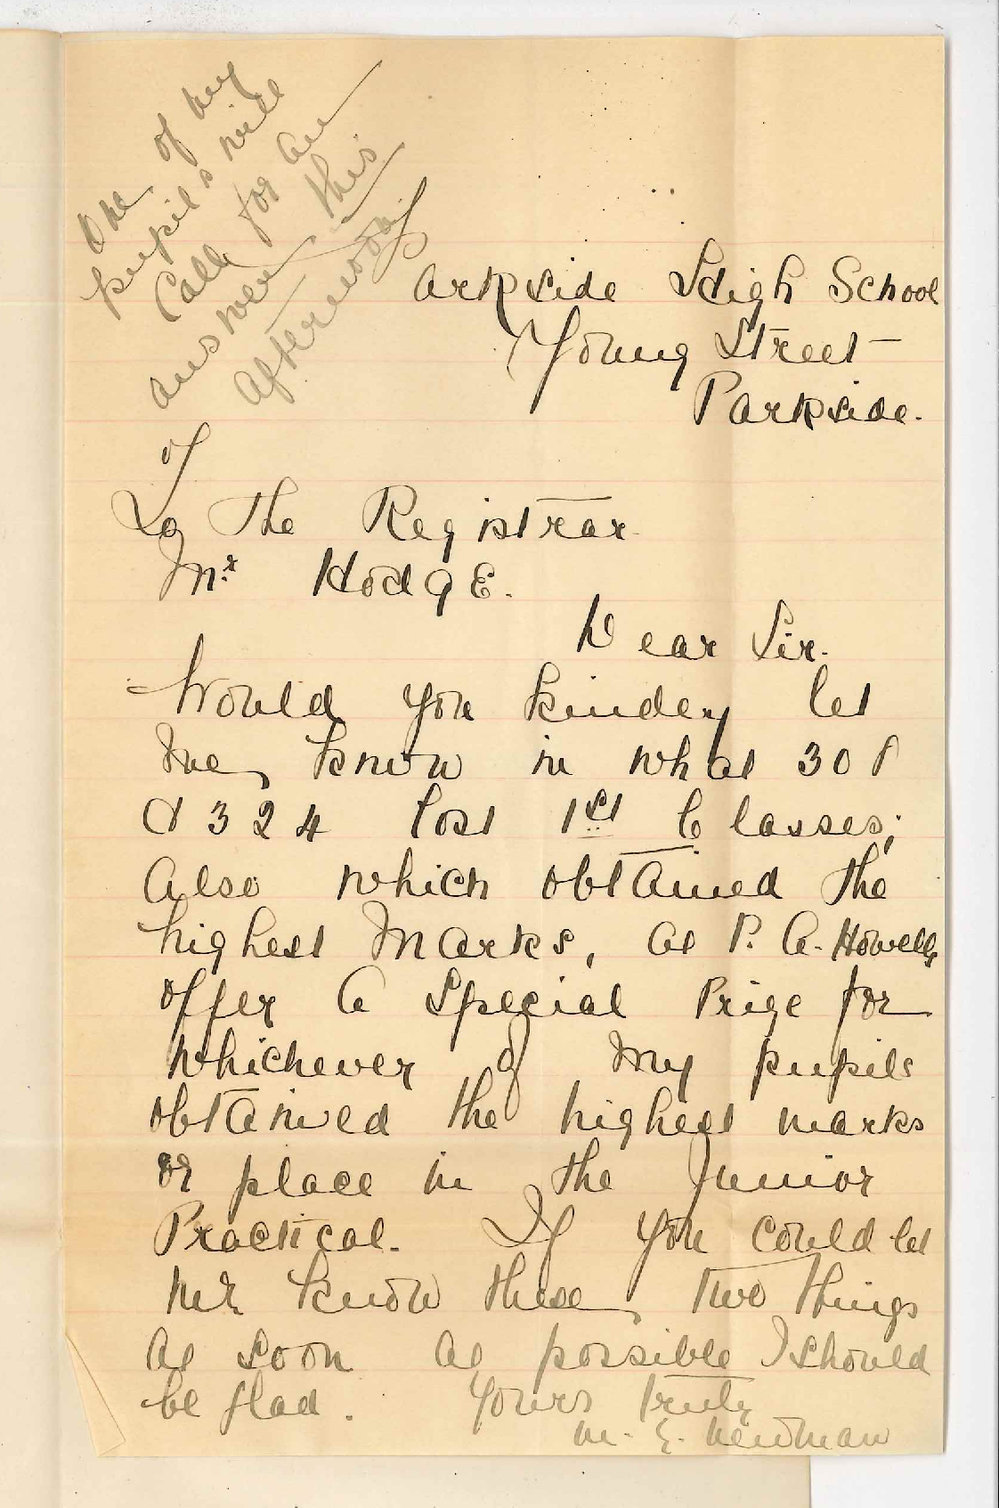 One of my
pupils will
Call for an
answer this
Afternoon
Parkside High School
Young Street
Parkside.
To The Registrar
Mr. Hodge.
Dear Sir.
Would you kindly let
me know in what 301
& 324 lost 1st Classes;
Also which obtained the
highest Marks, as P. A. Howells
offer a Special Prize for
Whichever of my pupils
obtained the highest marks
or place in the Junior
Practical. If you could let
me know these two things
as soon as possible I should
be glad. Yours truly
M. E. Newman